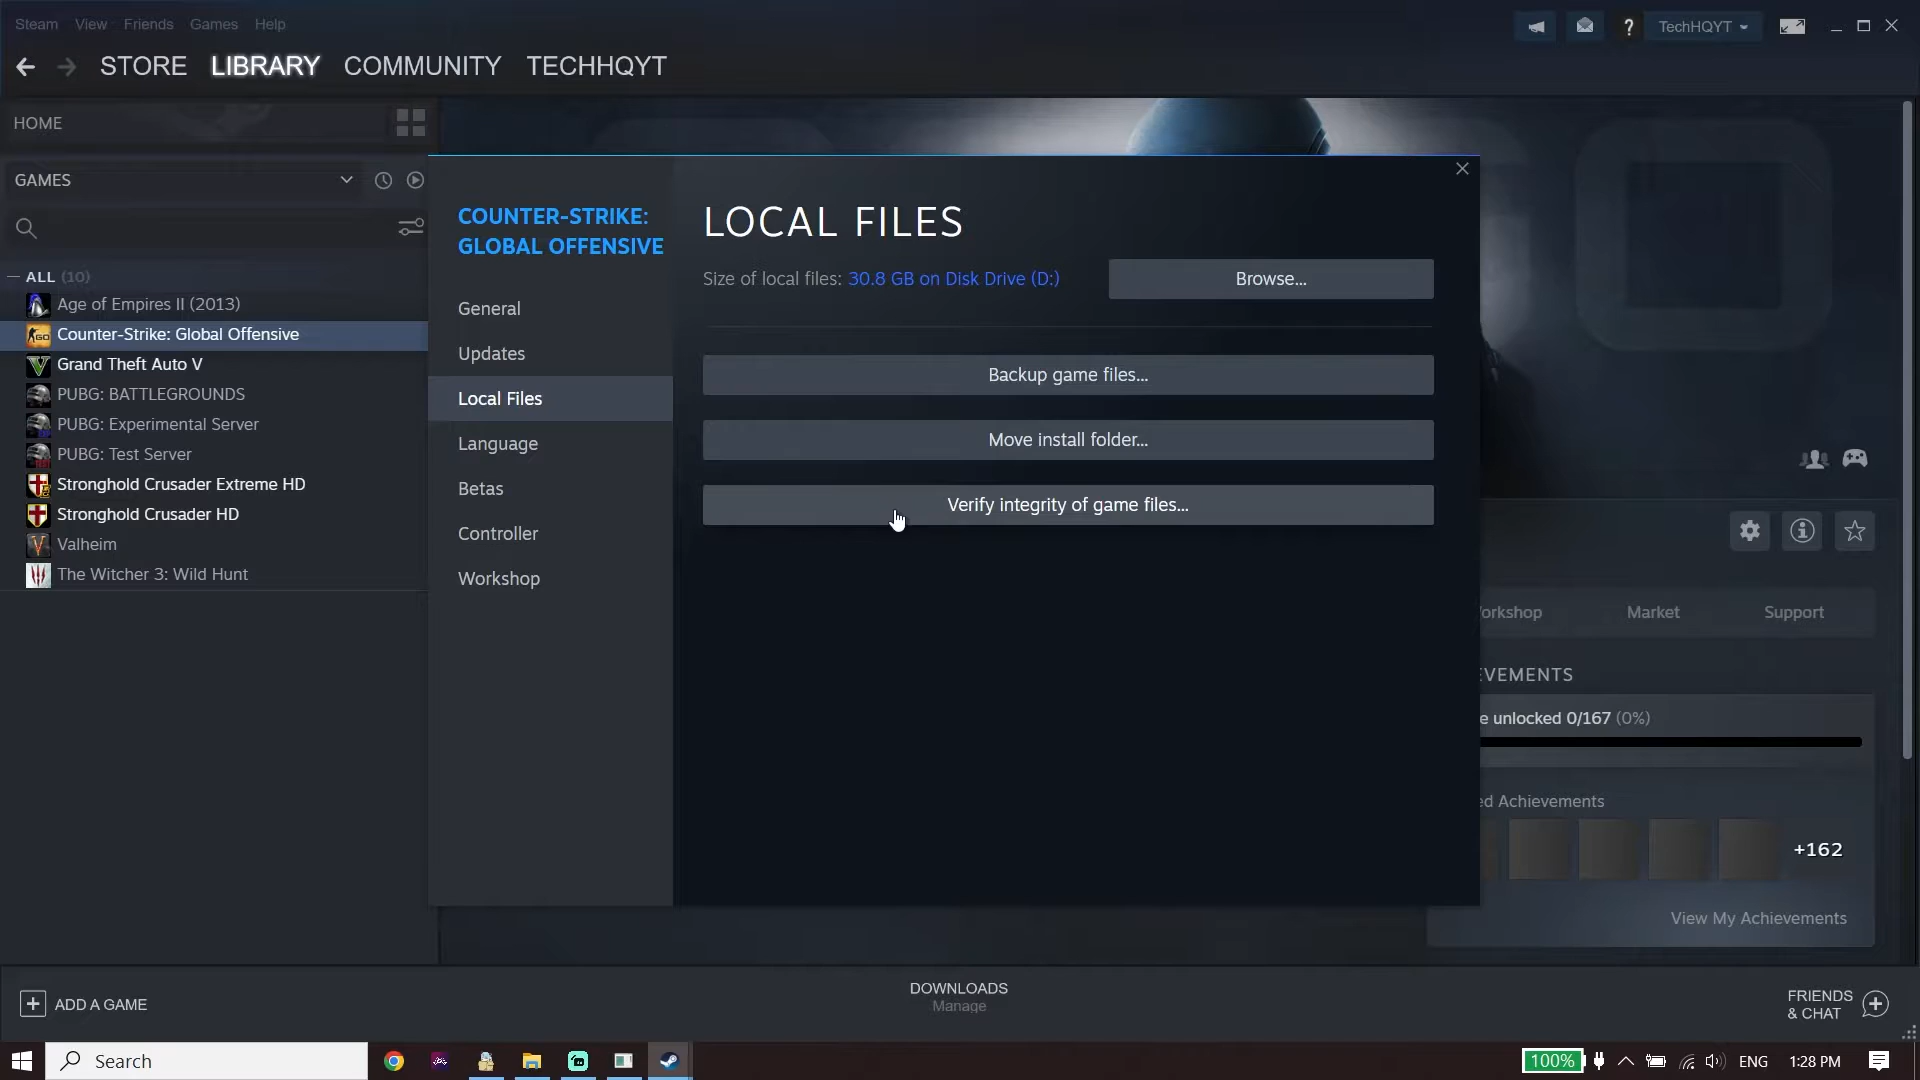 Steam View Friends Games Help
TechHQYT
STORE LIBRARY COMMUNITY TECHHQYT
HOME
GAMES
ALL (10)
Age of Empires II (2013)
Counter-Strike: Global Offensive
Grand Theft Auto V
PUBG: BATTLEGROUNDS
PUBG: Experimental Server
PUBG: Test Server
Stronghold Crusader Extreme HD
Stronghold Crusader HD
Valheim
The Witcher 3: Wild Hunt
COUNTER-STRIKE:
GLOBAL OFFENSIVE
General
Updates
Local Files
Language
Betas
Controller
Workshop
LOCAL FILES
Size of local files: 30.8 GB on Disk Drive (D:)
Browse...
Backup game files...
Move install folder...
Verify integrity of game files...
orkshop Market Support
EVEMENTS
e unlocked 0/167 (0%)
ed Achievements
+162
View My Achievements
ADD A GAME
DOWNLOADS
Manage
FRIENDS
& CHAT
Search
100%
ENG
1:28 PM